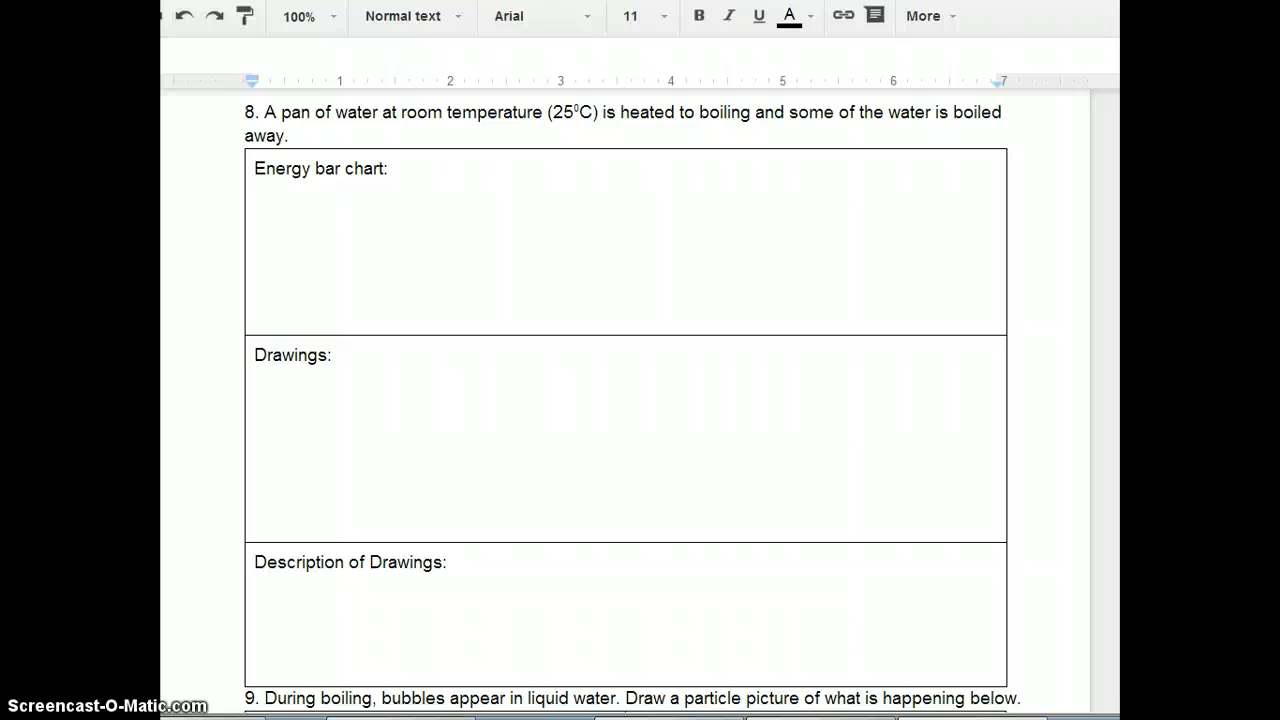 100% Normal text Arial 11 B I U A More
1 2 3 4 5 6 7
8. A pan of water at room temperature (25⁰C) is heated to boiling and some of the water is boiled
away.
Energy bar chart:
Drawings:
Description of Drawings:
9. During boiling, bubbles appear in liquid water. Draw a particle picture of what is happening below.
Screencast-O-Matic.com